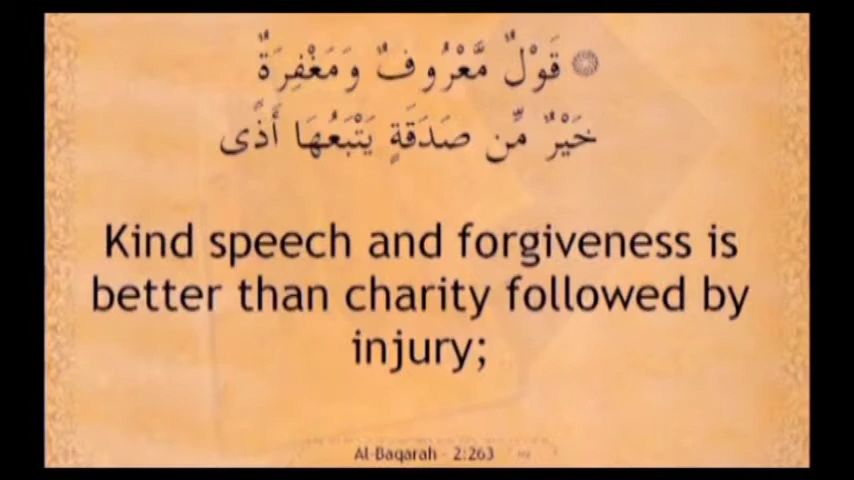 ۞ قَوْلٌ مَّعْرُوفٌ وَمَغْفِرَةٌ
خَيْرٌ مِّن صَدَقَةٍ يَتْبَعُهَا أَذًى
Kind speech and forgiveness is
better than charity followed by
injury;
Al-Baqarah - 2:263